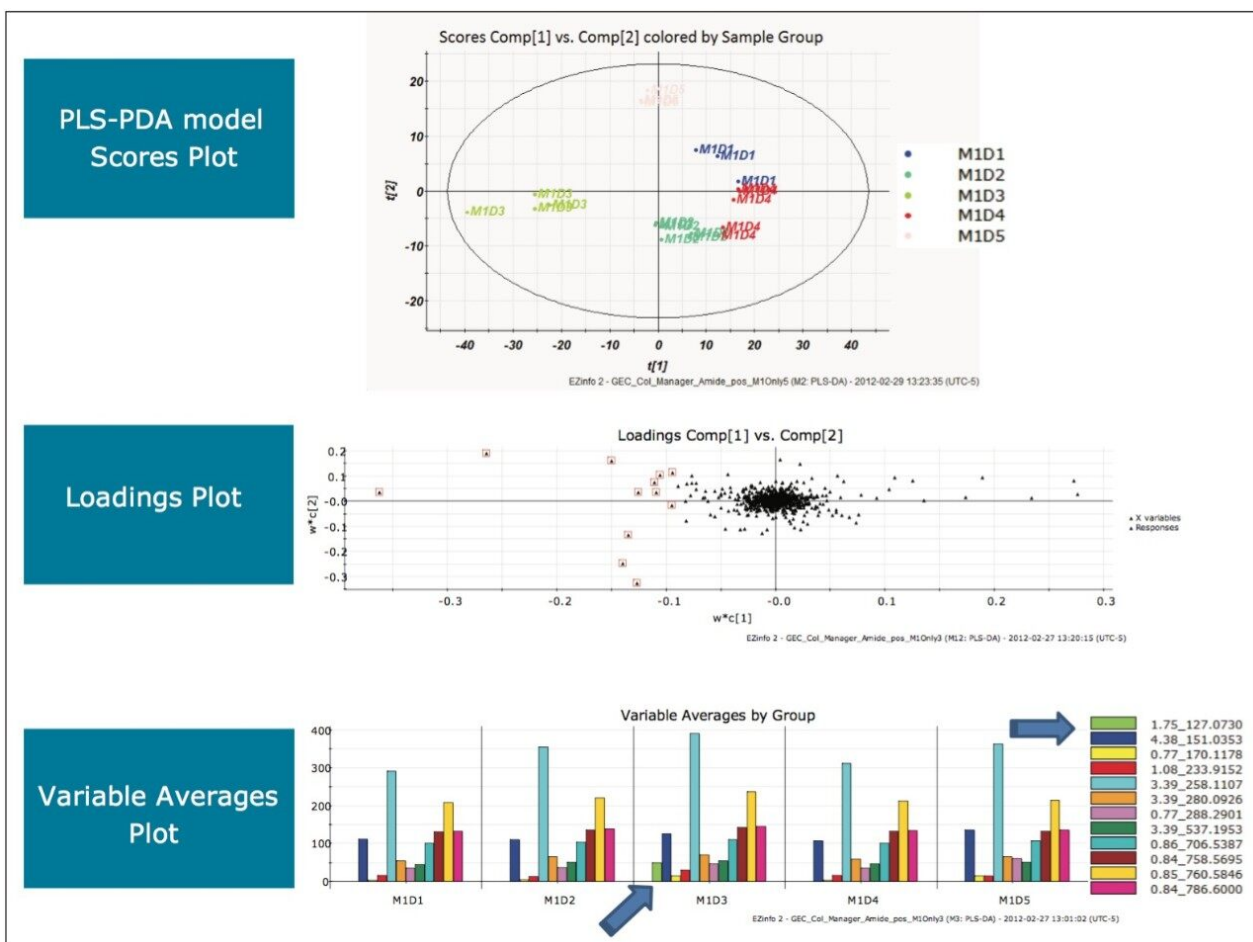 PLS-PDA model
Scores Plot
Scores Comp[1] vs. Comp[2] colored by Sample Group
t[2]
20
10
0
-10
-20
M1D5
M1D1
M1D1
M1D1
M1D4
M1D3
M1D3
M1D3
M1D2
M1D4
M1D4
-40
-30
-20
-10
0
10
20
30
40
t[1]
M1D1
M1D2
M1D3
M1D4
M1D5
EZinfo 2 - GEC_Col_Manager_Amide_pos_M1Only5 (M2: PLS-DA) - 2012-02-29 13:23:35 (UTC-5)
Loadings Plot
Loadings Comp[1] vs. Comp[2]
w*c[2]
0.2
0.1
-0.0
-0.1
-0.2
-0.3
-0.3
-0.2
-0.1
-0.0
0.1
0.2
0.3
w*c[1]
X variables
Responses
EZinfo 2 - GEC_Col_Manager_Amide_pos_M1Only3 (M12: PLS-DA) - 2012-02-27 13:20:15 (UTC-5)
Variable Averages
Plot
Variable Averages by Group
400
300
200
100
0
M1D1
M1D2
M1D3
M1D4
M1D5
1.75_127.0730
4.38_151.0353
0.77_170.1178
1.08_233.9152
3.39_258.1107
3.39_280.0926
0.77_288.2901
3.39_537.1953
0.86_706.5387
0.84_758.5695
0.85_760.5846
0.84_786.6000
EZinfo 2 - GEC_Col_Manager_Amide_pos_M1Only3 (M3: PLS-DA) - 2012-02-27 13:01:02 (UTC-5)